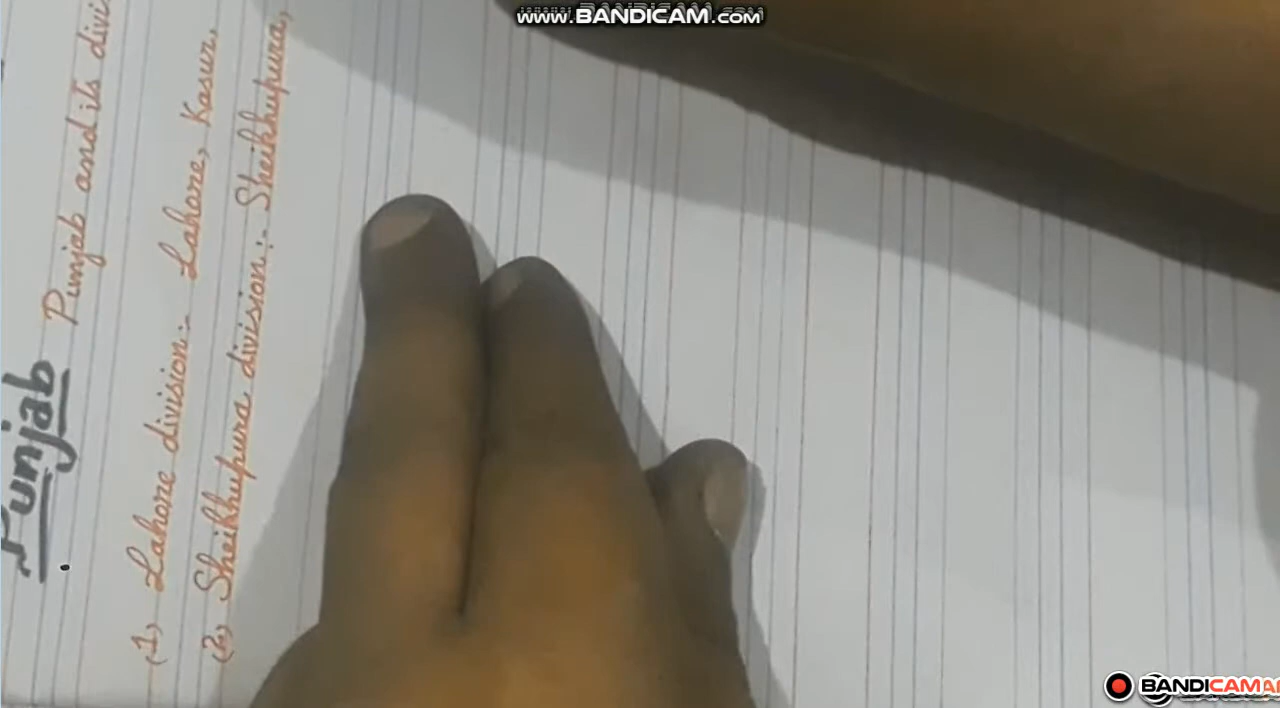 WWW.BANDICAM.COM
Punjab
Punjab and its divi
(1) Lahore division:- Lahore, Kasur,
(2) Sheikhupura division:- Sheikhupura,
BANDICAM